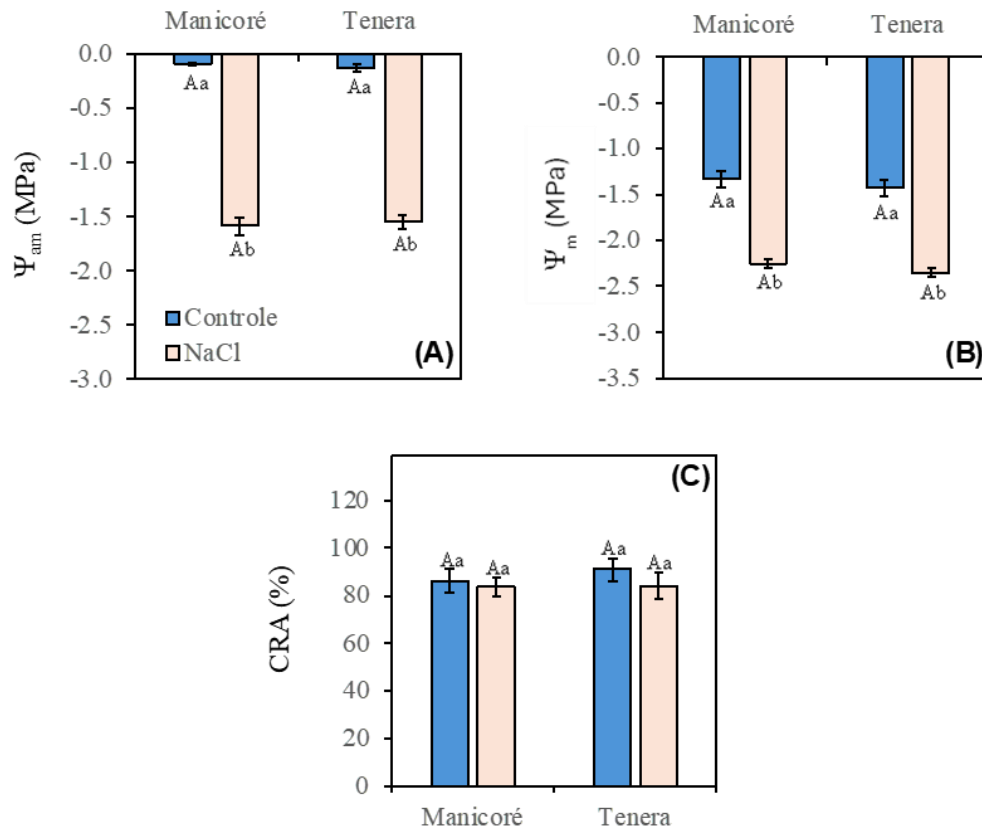 Manicoré Tenera
0.0
-0.5
-1.0
-1.5
-2.0
-2.5
-3.0
Ψam (MPa)
Aa
Ab
Aa
Ab
Controle
NaCl
(A)
Manicoré Tenera
0.0
-0.5
-1.0
-1.5
-2.0
-2.5
-3.0
-3.5
Ψm (MPa)
Aa
Ab
Aa
Ab
(B)
(C)
120
100
80
60
40
20
0
CRA (%)
Aa Aa Aa Aa
Manicoré Tenera